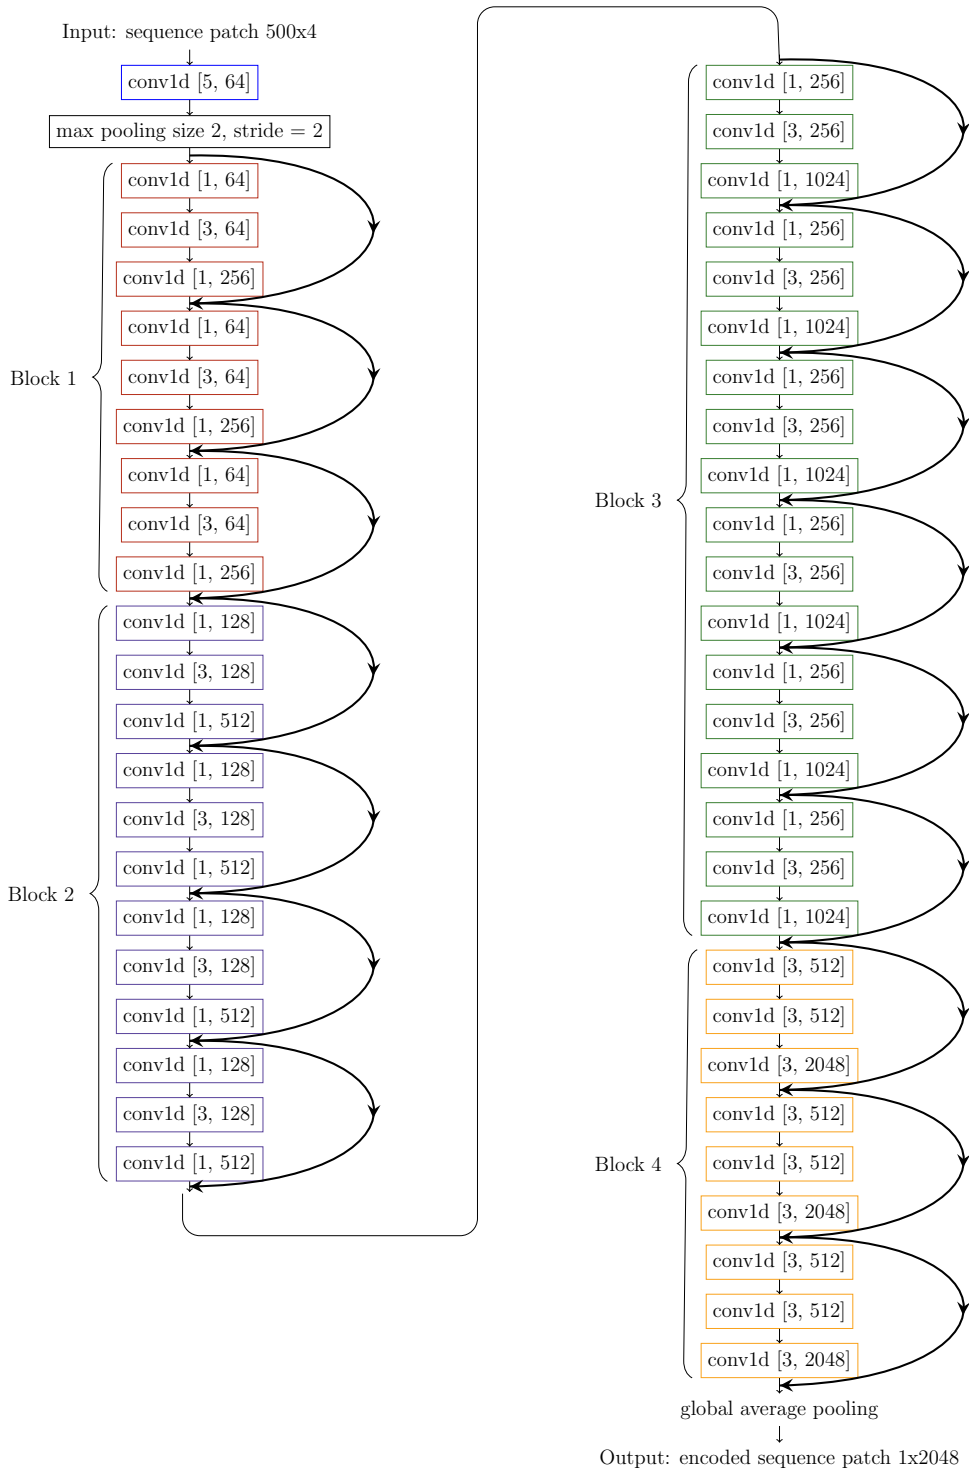 Input: sequence patch 500x4
conv1d [5, 64]
max pooling size 2, stride = 2
Block 1
conv1d [1, 64]
conv1d [3, 64]
conv1d [1, 256]
conv1d [1, 64]
conv1d [3, 64]
conv1d [1, 256]
conv1d [1, 64]
conv1d [3, 64]
conv1d [1, 256]
Block 2
conv1d [1, 128]
conv1d [3, 128]
conv1d [1, 512]
conv1d [1, 128]
conv1d [3, 128]
conv1d [1, 512]
conv1d [1, 128]
conv1d [3, 128]
conv1d [1, 512]
conv1d [1, 128]
conv1d [3, 128]
conv1d [1, 512]
Block 3
conv1d [1, 256]
conv1d [3, 256]
conv1d [1, 1024]
conv1d [1, 256]
conv1d [3, 256]
conv1d [1, 1024]
conv1d [1, 256]
conv1d [3, 256]
conv1d [1, 1024]
conv1d [1, 256]
conv1d [3, 256]
conv1d [1, 1024]
conv1d [1, 256]
conv1d [3, 256]
conv1d [1, 1024]
conv1d [1, 256]
conv1d [3, 256]
conv1d [1, 1024]
Block 4
conv1d [3, 512]
conv1d [3, 512]
conv1d [3, 2048]
conv1d [3, 512]
conv1d [3, 512]
conv1d [3, 2048]
conv1d [3, 512]
conv1d [3, 512]
conv1d [3, 2048]
global average pooling
Output: encoded sequence patch 1x2048